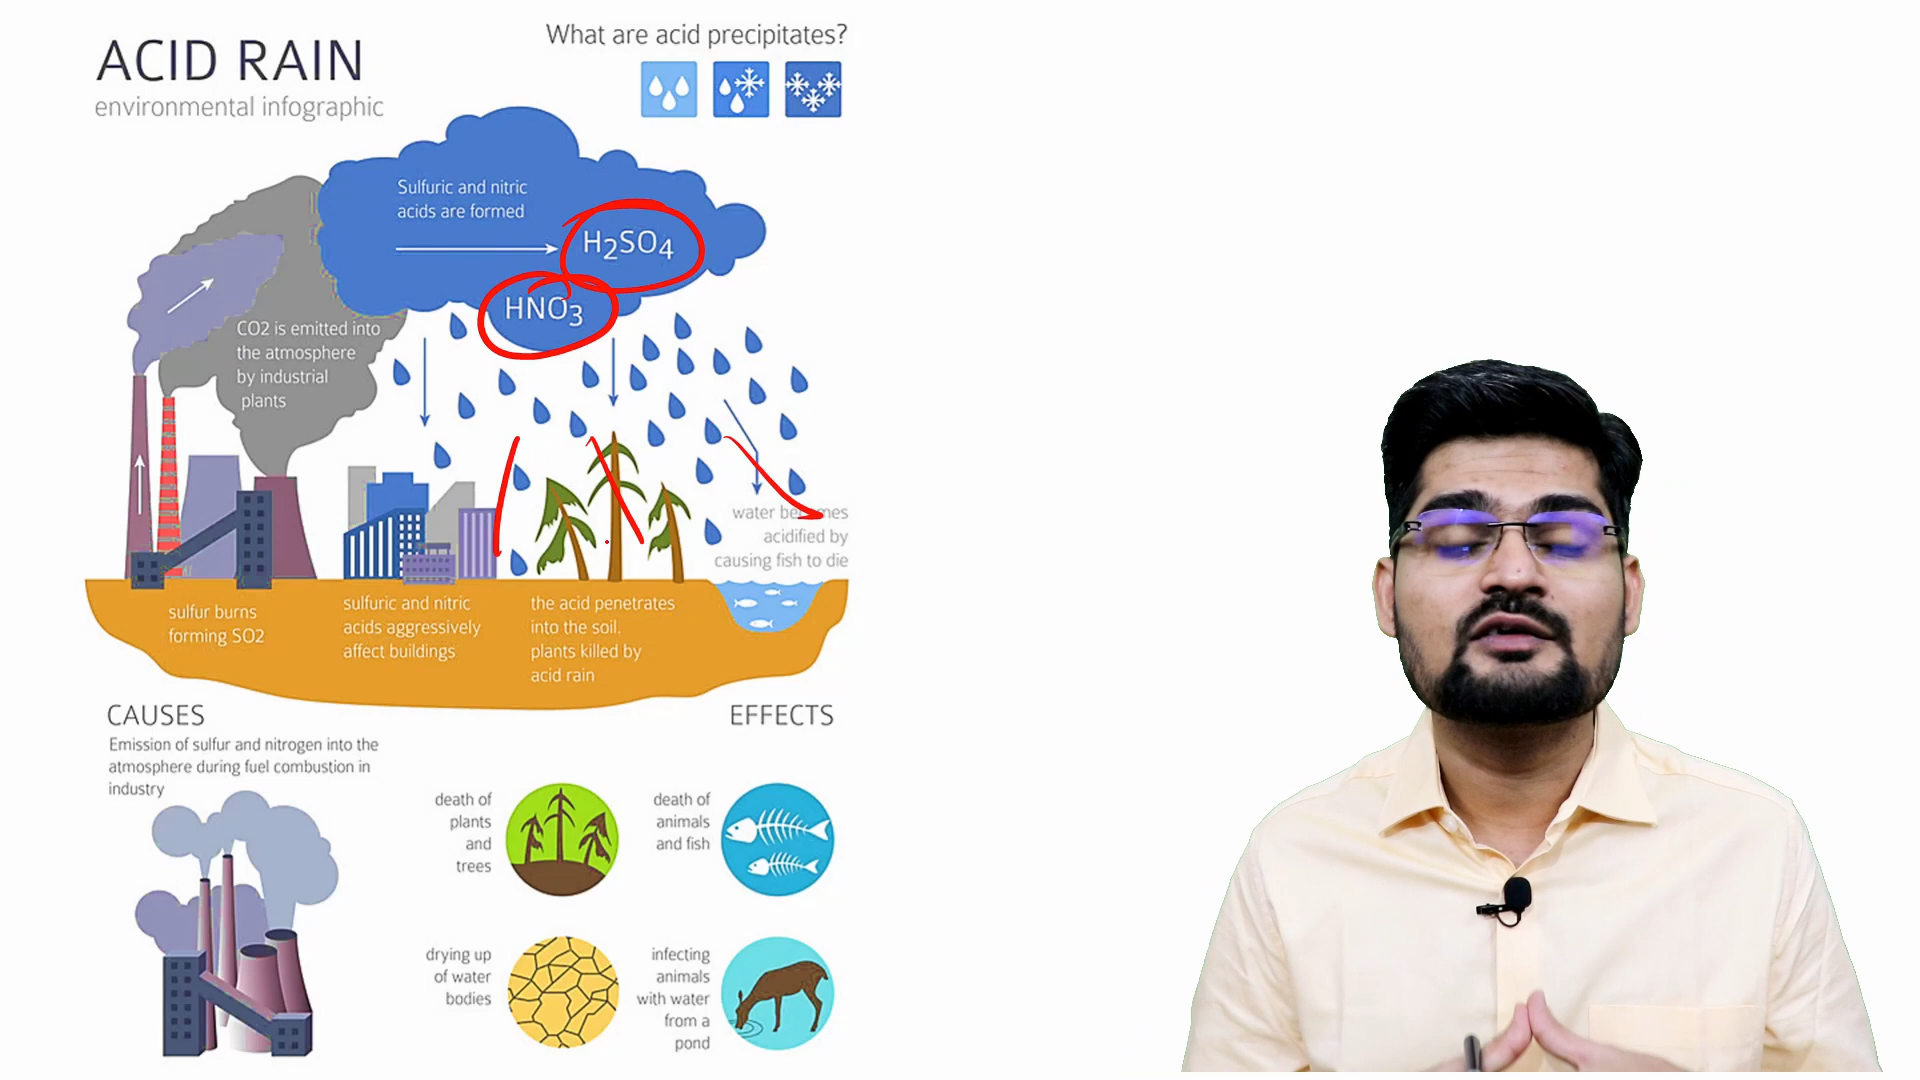 ACID RAIN
environmental infographic
What are acid precipitates?
Sulfuric and nitric
acids are formed
H2SO4
HNO3
CO2 is emitted into
the atmosphere
by industrial
plants
water becomes
acidified by
causing fish to die
sulfur burns
forming SO2
sulfuric and nitric
acids aggressively
affect buildings
the acid penetrates
into the soil.
plants killed by
acid rain
CAUSES
Emission of sulfur and nitrogen into the
atmosphere during fuel combustion in
industry
EFFECTS
death of
plants
and
trees
death of
animals
and fish
drying up
of water
bodies
infecting
animals
with water
from a
pond